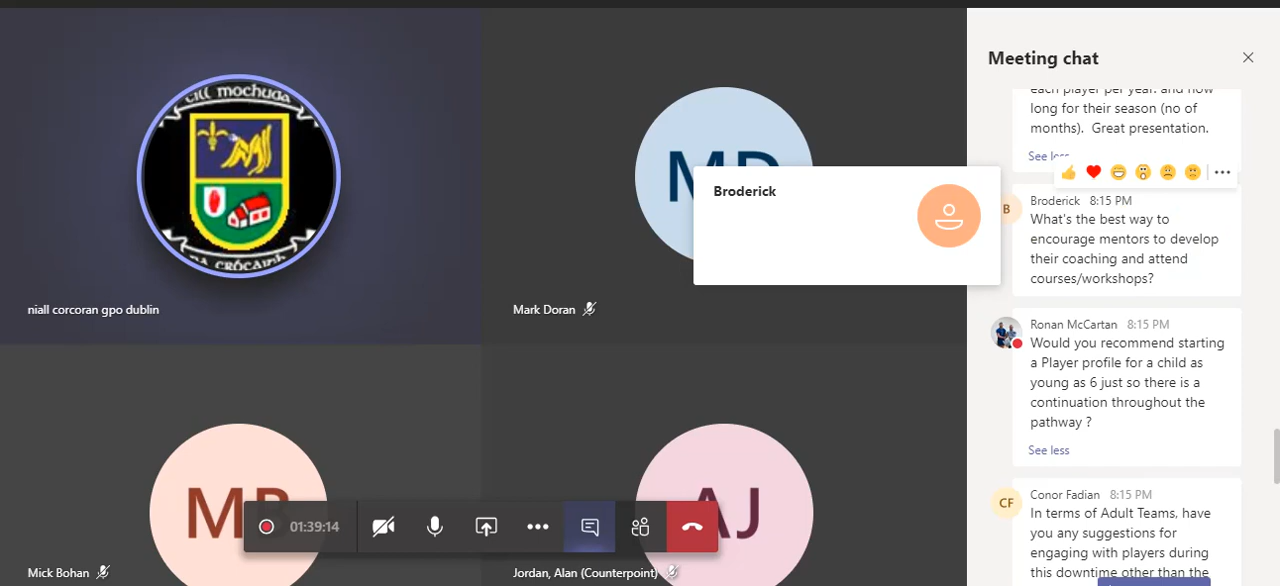 cill mochuda
na crócaint
niall corcoran gpo dublin
MD
Broderick
Mark Doran
MB
01:39:14
Mick Bohan
AJ
Jordan, Alan (Counterpoint)
Meeting chat
each player per year. and how
long for their season (no of
months). Great presentation.
See less
B
Broderick 8:15 PM
What's the best way to
encourage mentors to develop
their coaching and attend
courses/workshops?
Ronan McCartan 8:15 PM
Would you recommend starting
a Player profile for a child as
young as 6 just so there is a
continuation throughout the
pathway ?
See less
CF
Conor Fadian 8:15 PM
In terms of Adult Teams, have
you any suggestions for
engaging with players during
this downtime other than the